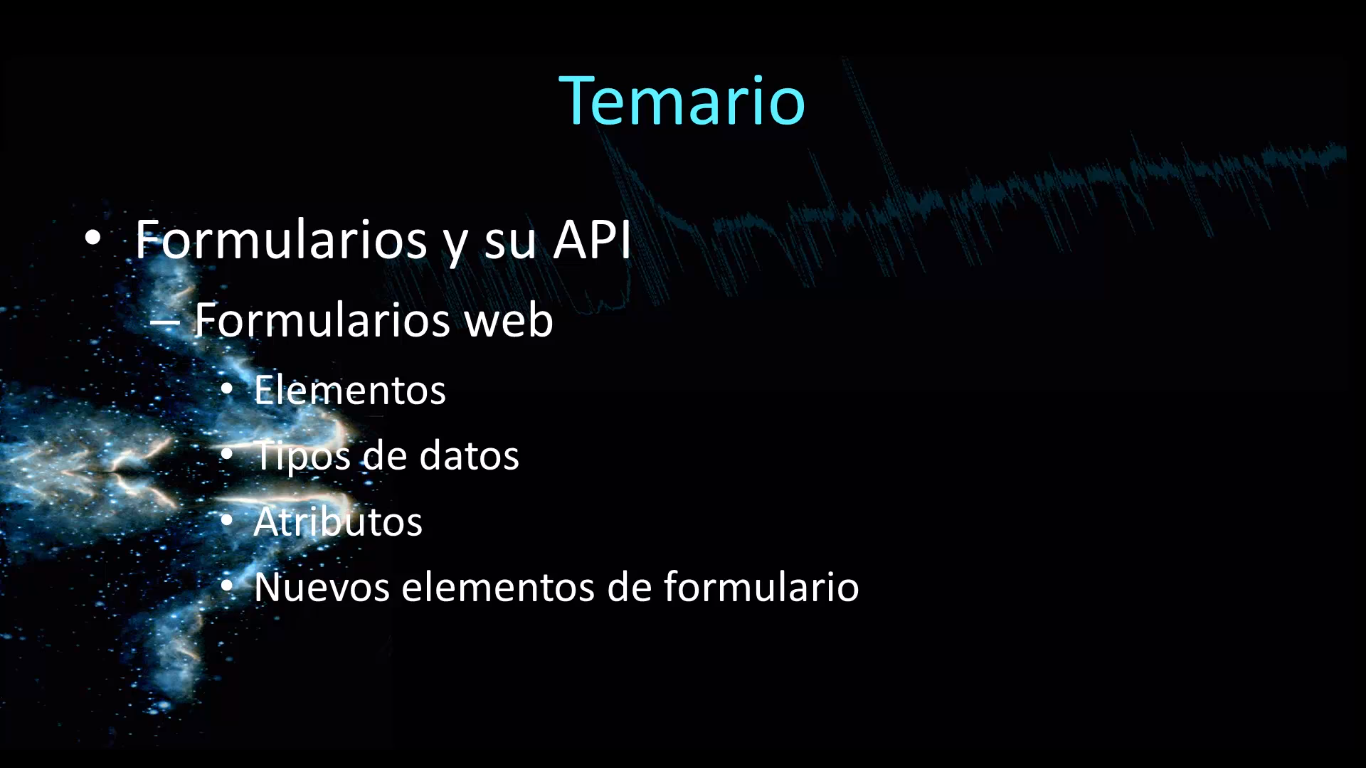 Temario
• Formularios y su API
– Formularios web
• Elementos
• Tipos de datos
• Atributos
• Nuevos elementos de formulario